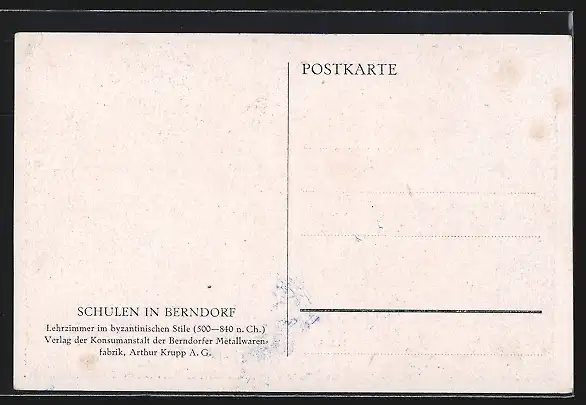 POSTKARTE
SCHULEN IN BERNDORF
Lehrzimmer im byzantinischen Stile (500—840 n. Ch.)
Verlag der Konsumanstalt der Berndorfer Metallwaren-
fabrik, Arthur Krupp A. G.